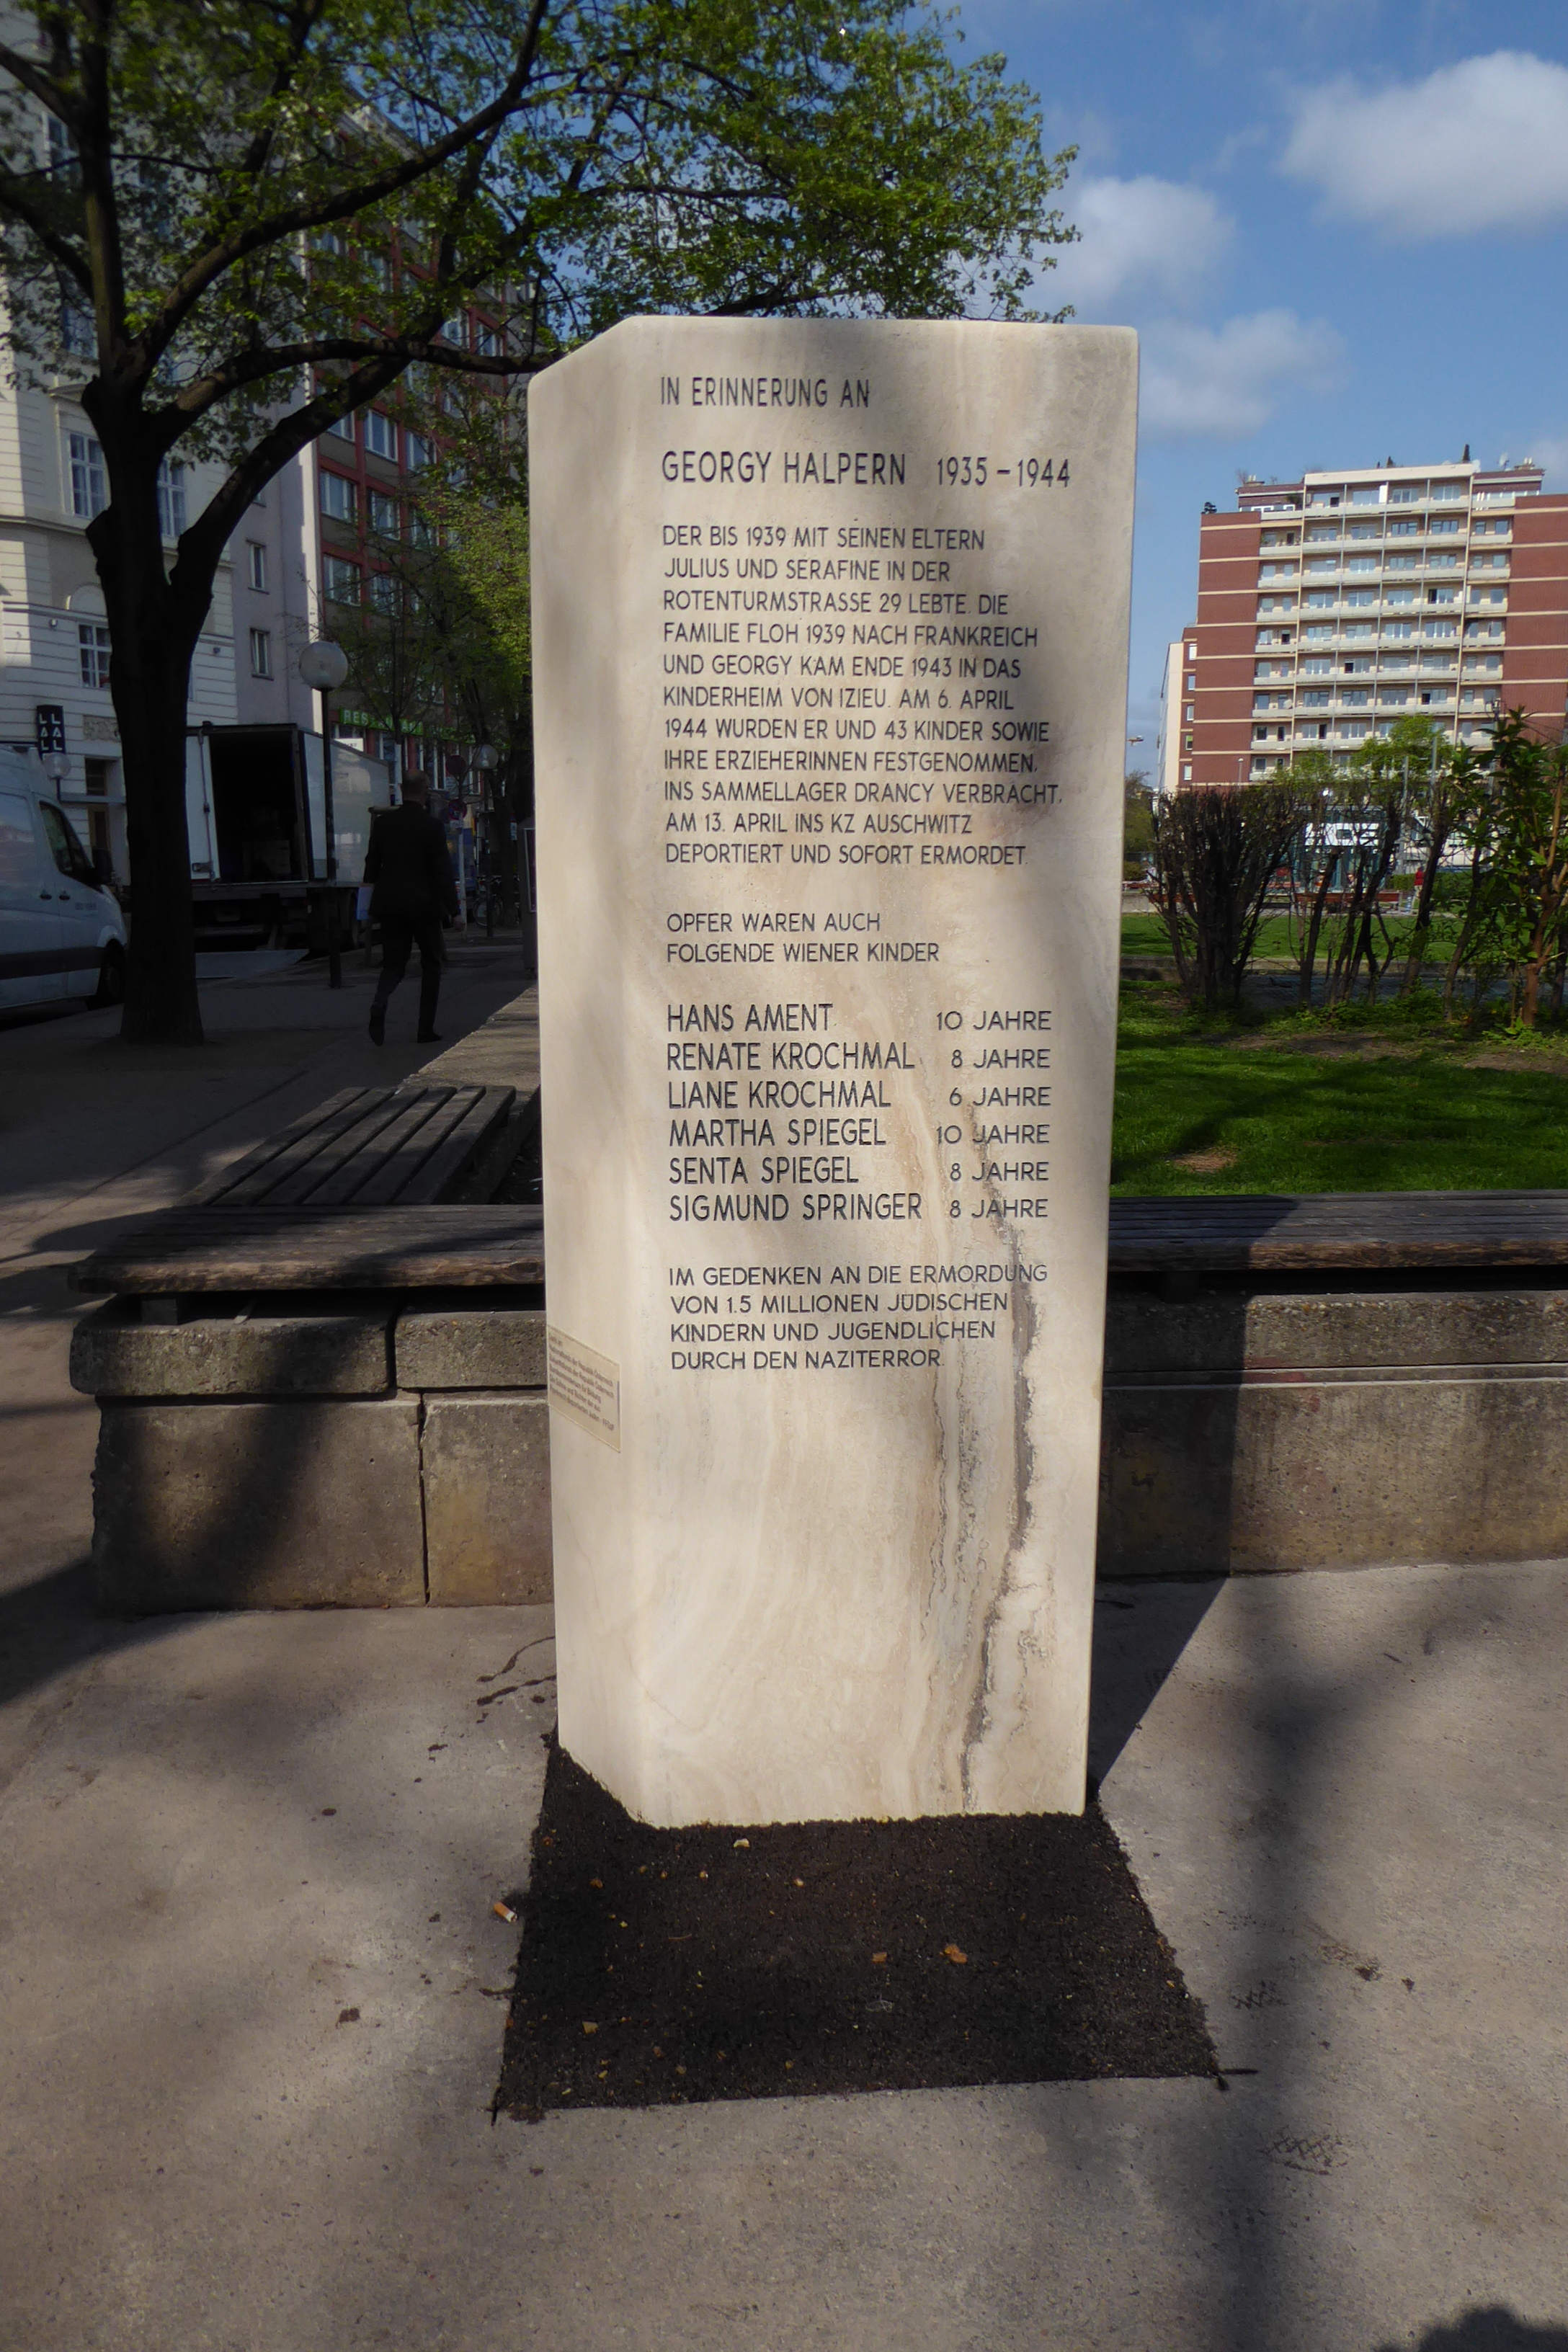 IN ERINNERUNG AN
GEORGY HALPERN 1935 – 1944
DER BIS 1939 MIT SEINEN ELTERN
JULIUS UND SERAFINE IN DER
ROTENTURMSTRASSE 29 LEBTE. DIE
FAMILIE FLOH 1939 NACH FRANKREICH
UND GEORGY KAM ENDE 1943 IN DAS
KINDERHEIM VON IZIEU. AM 6. APRIL
1944 WURDEN ER UND 43 KINDER SOWIE
IHRE ERZIEHERINNEN FESTGENOMMEN,
INS SAMMELLAGER DRANCY VERBRACHT,
AM 13. APRIL INS KZ AUSCHWITZ
DEPORTIERT UND SOFORT ERMORDET.
OPFER WAREN AUCH
FOLGENDE WIENER KINDER
HANS AMENT 10 JAHRE
RENATE KROCHMAL 8 JAHRE
LIANE KROCHMAL 6 JAHRE
MARTHA SPIEGEL 10 JAHRE
SENTA SPIEGEL 8 JAHRE
SIGMUND SPRINGER 8 JAHRE
IM GEDENKEN AN DIE ERMORDUNG
VON 1.5 MILLIONEN JÜDISCHEN
KINDERN UND JUGENDLICHEN
DURCH DEN NAZITERROR.